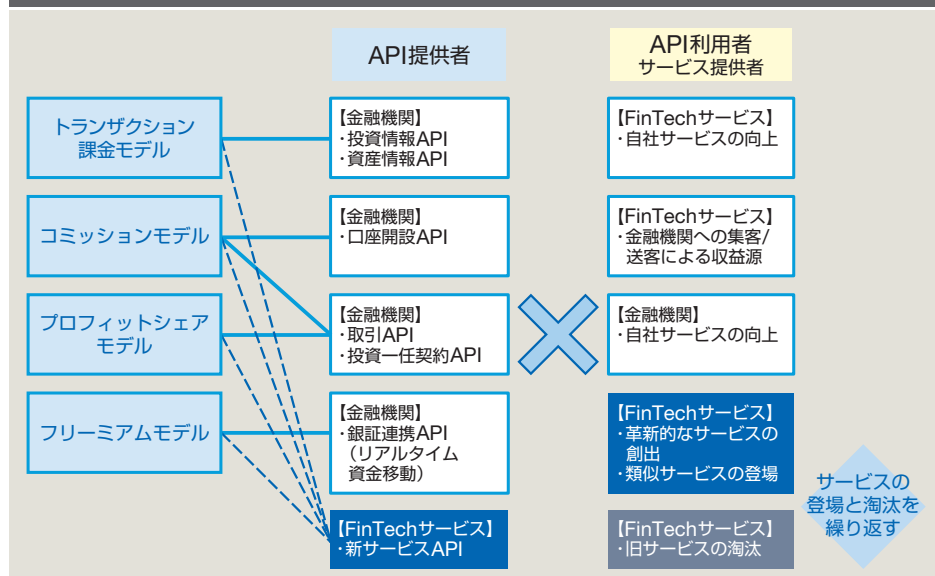 API提供者
API利用者
サービス提供者
トランザクション
課金モデル
【金融機関】
・投資情報API
・資産情報API
【FinTechサービス】
・自社サービスの向上
コミッションモデル
【金融機関】
・口座開設API
【FinTechサービス】
・金融機関への集客/
送客による収益源
プロフィットシェア
モデル
【金融機関】
・取引API
・投資一任契約API
【金融機関】
・自社サービスの向上
フリーミアムモデル
【金融機関】
・銀証連携API
（リアルタイム
資金移動）
【FinTechサービス】
・革新的なサービスの
創出
・類似サービスの登場
サービスの
登場と淘汰を
繰り返す
【FinTechサービス】
・新サービスAPI
【FinTechサービス】
・旧サービスの淘汰